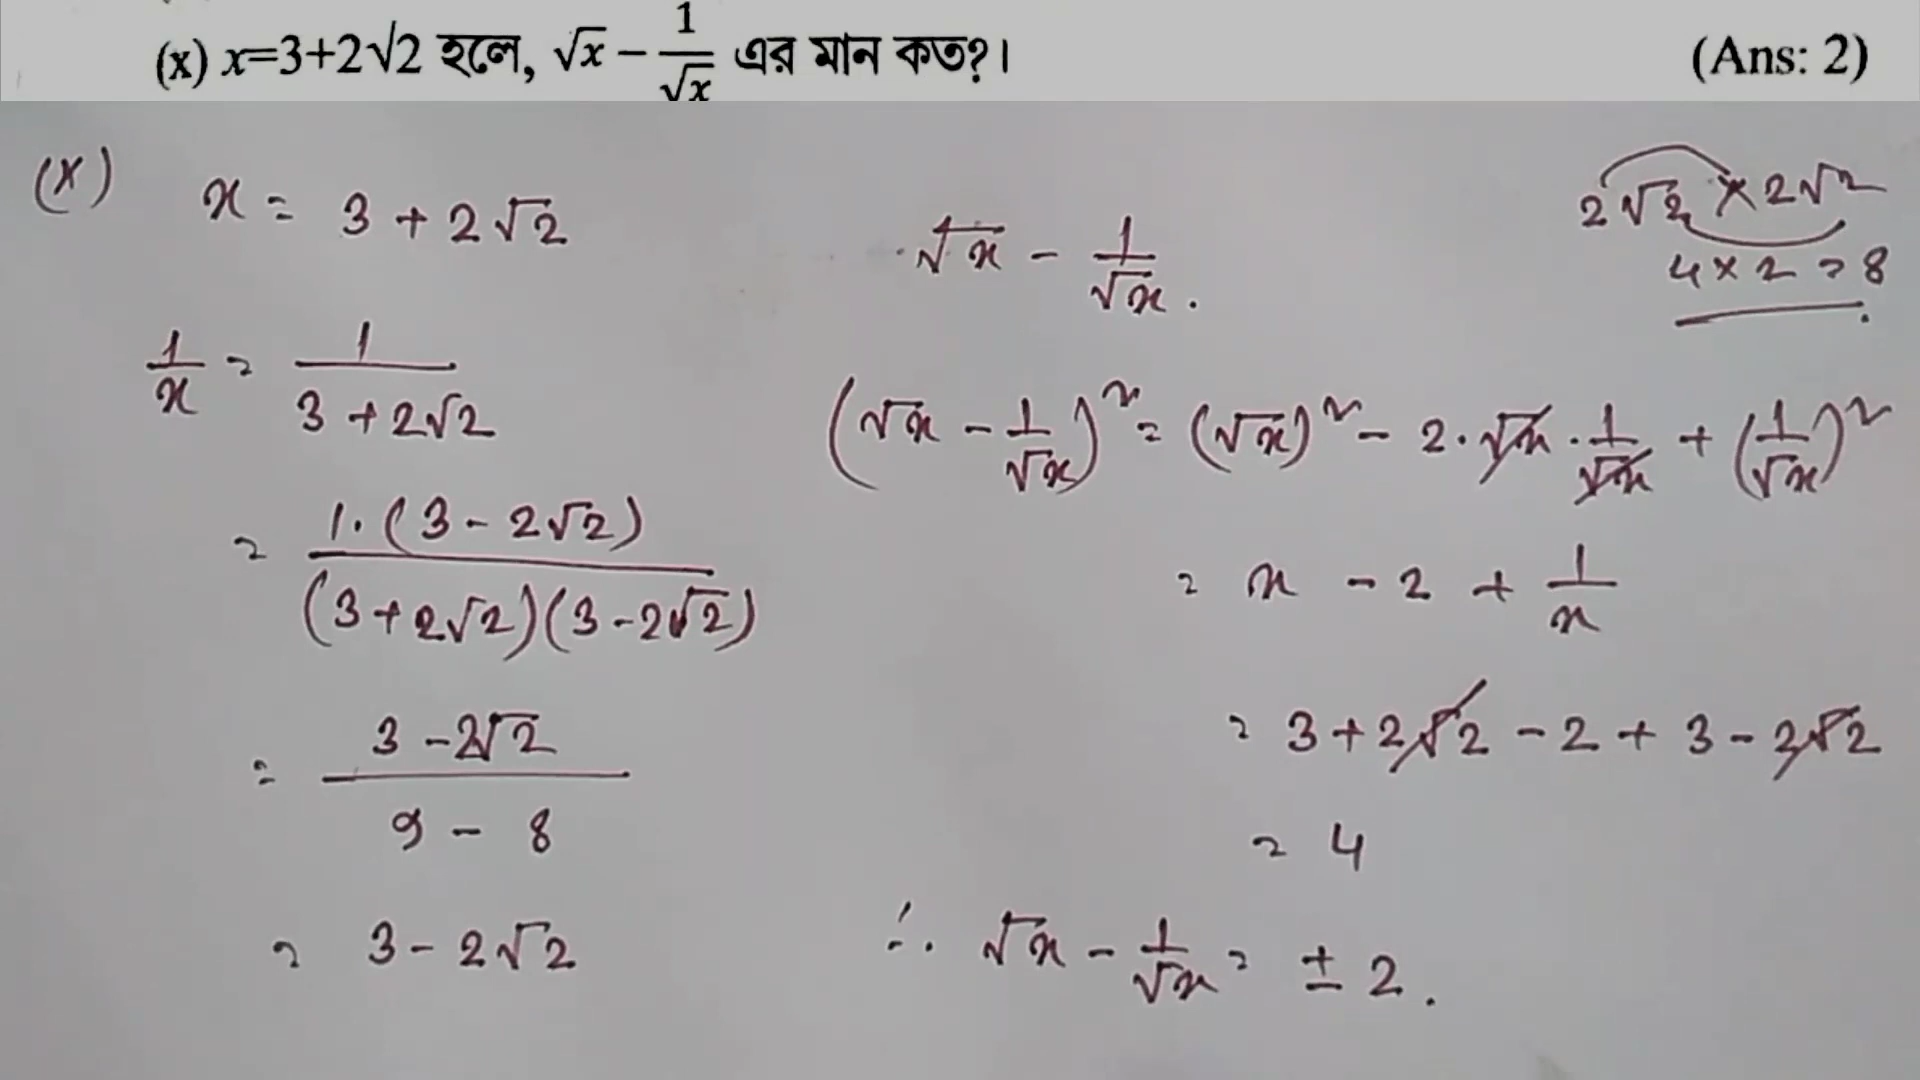 (x) x=3+2√2 হলে, √x − 1/√x এর মান কত?। (Ans: 2)
(x) x = 3 + 2√2
1/x = 1/(3 + 2√2)
= 1·(3 - 2√2)/((3+2√2)(3-2√2))
= (3 - 2√2)/(9 - 8)
= 3 - 2√2
√x - 1/√x.
(√x - 1/√x)² = (√x)² - 2·√x·1/√x + (1/√x)²
= x - 2 + 1/x
= 3+2√2 - 2 + 3 - 2√2
= 4
∴ √x - 1/√x = ± 2.
2√2 × 2√2
4 × 2 = 8